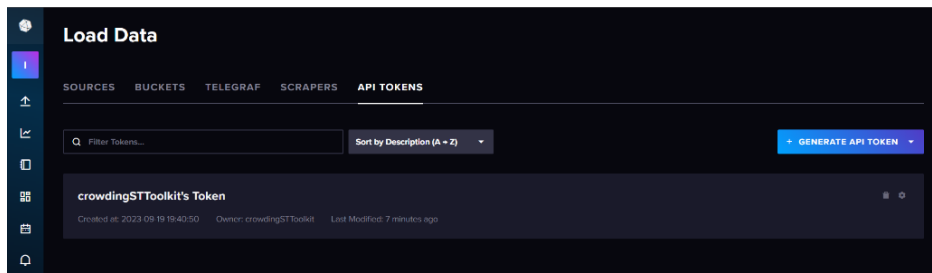 Load Data
I
SOURCES BUCKETS TELEGRAF SCRAPERS API TOKENS
Filter Tokens... Sort by Description (A → Z) + GENERATE API TOKEN
crowdingSTToolkit's Token
Created at: 2023-09-19 19:40:50 Owner: crowdingSTToolkit Last Modified: 7 minutes ago